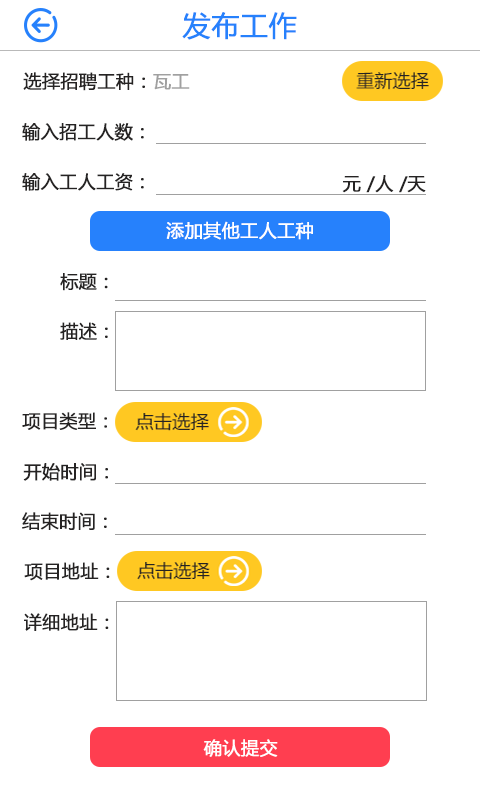 发布工作
选择招聘工种：瓦工 重新选择
输入招工人数：
输入工人工资： 元 /人 /天
添加其他工人工种
标题：
描述：
项目类型： 点击选择
开始时间：
结束时间：
项目地址： 点击选择
详细地址：
确认提交